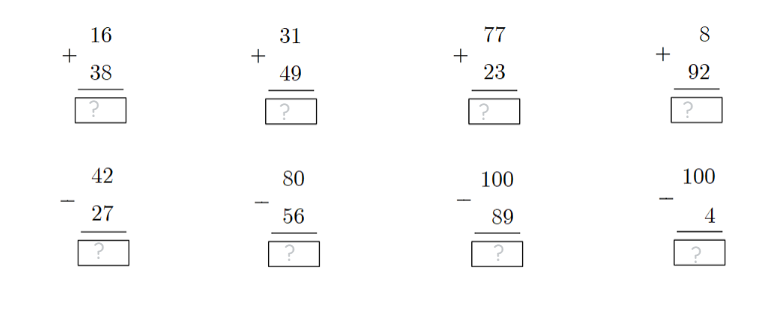 16 31 77 8
+ + + +
38 49 23 92
? ? ? ?
42 80 100 100
− − − −
27 56 89 4
? ? ? ?